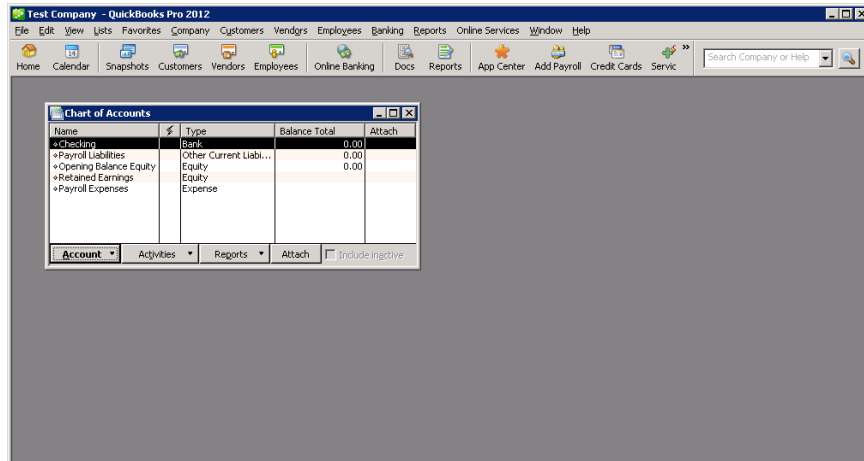 Test Company - QuickBooks Pro 2012
File Edit View Lists Favorites Company Customers Vendors Employees Banking Reports Online Services Window Help
Home Calendar Snapshots Customers Vendors Employees Online Banking Docs Reports App Center Add Payroll Credit Cards Servic » Search Company or Help
Chart of Accounts
Name Type Balance Total Attach
Checking Bank 0.00
Payroll Liabilities Other Current Liabi... 0.00
Opening Balance Equity Equity 0.00
Retained Earnings Equity
Payroll Expenses Expense
Account Activities Reports Attach Include inactive